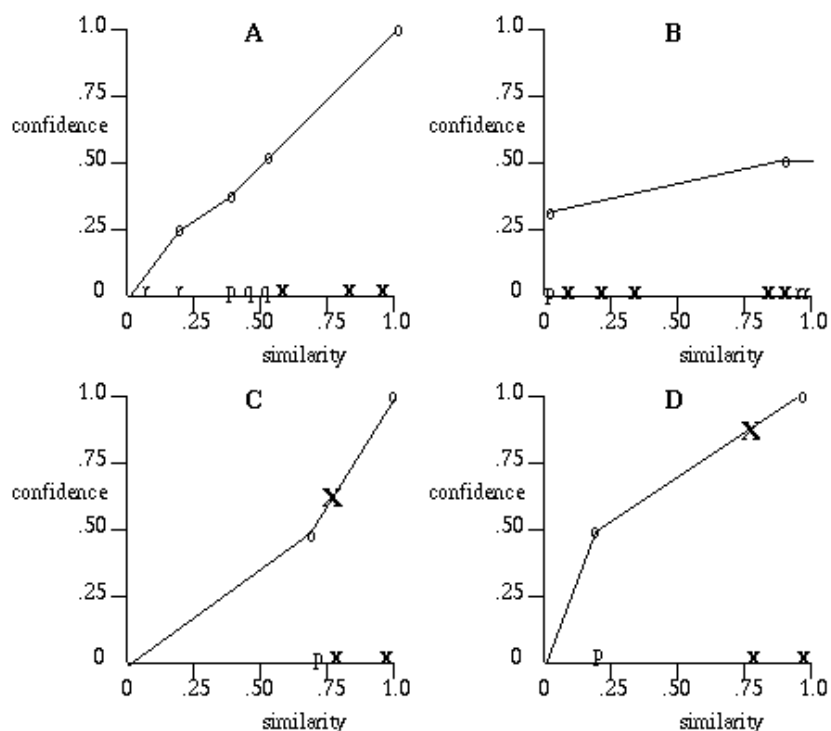 A
1.0
.75
confidence
.50
.25
0
r r p q q x x x
0 .25 .50 .75 1.0
similarity
B
1.0
.75
confidence
.50
.25
0
p x x x x x r r
0 .25 .50 .75 1.0
similarity
C
1.0
.75
confidence
X
.50
.25
0
p x x
0 .25 .50 .75 1.0
similarity
D
1.0
X
.75
confidence
.50
.25
0
p x x
0 .25 .50 .75 1.0
similarity